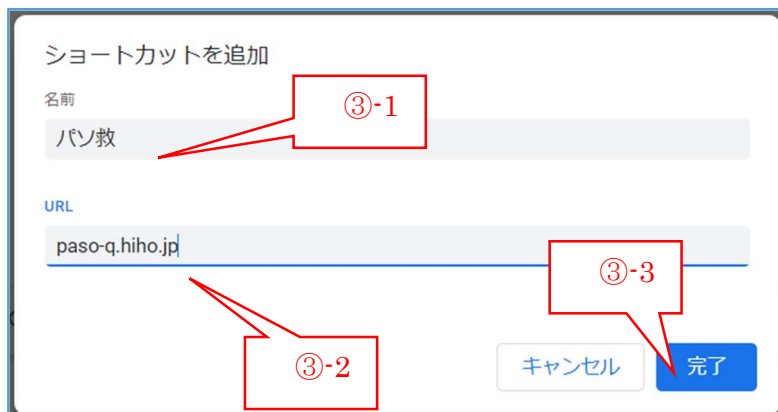 ショートカットを追加
名前
③-1
パソ救
URL
paso-q.hiho.jp
③-3
③-2
キャンセル
完了